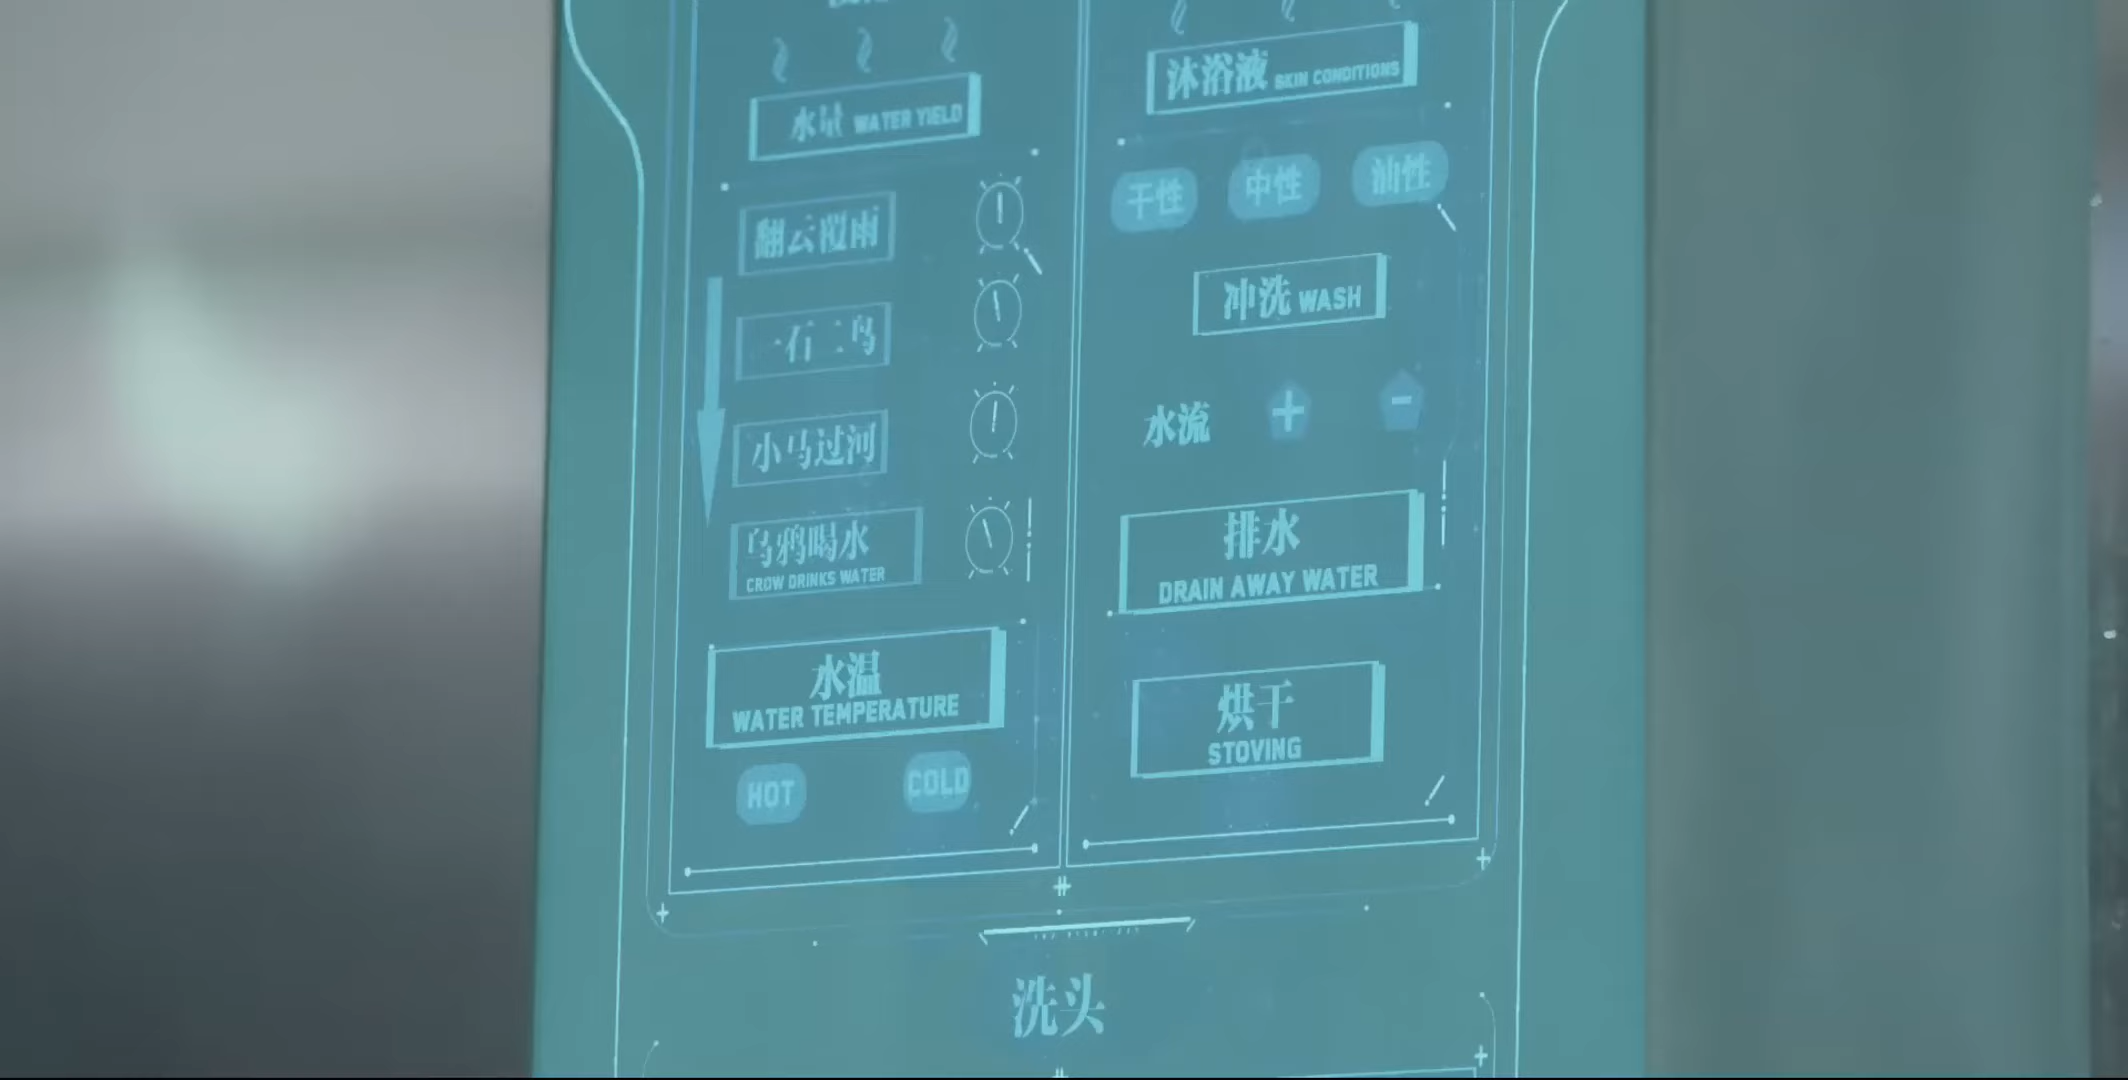 水量 WATER YIELD
翻云覆雨
一石二鸟
小马过河
乌鸦喝水
CROW DRINKS WATER
水温
WATER TEMPERATURE
HOT COLD
沐浴液 SKIN CONDITIONS
干性 中性 油性
冲洗 WASH
水流 + -
排水
DRAIN AWAY WATER
烘干
STOVING
洗头